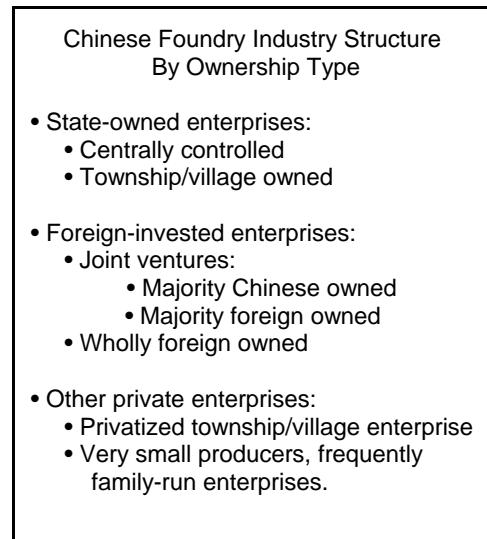 Chinese Foundry Industry Structure
By Ownership Type
• State-owned enterprises:
• Centrally controlled
• Township/village owned
• Foreign-invested enterprises:
• Joint ventures:
• Majority Chinese owned
• Majority foreign owned
• Wholly foreign owned
• Other private enterprises:
• Privatized township/village enterprise
• Very small producers, frequently
family-run enterprises.